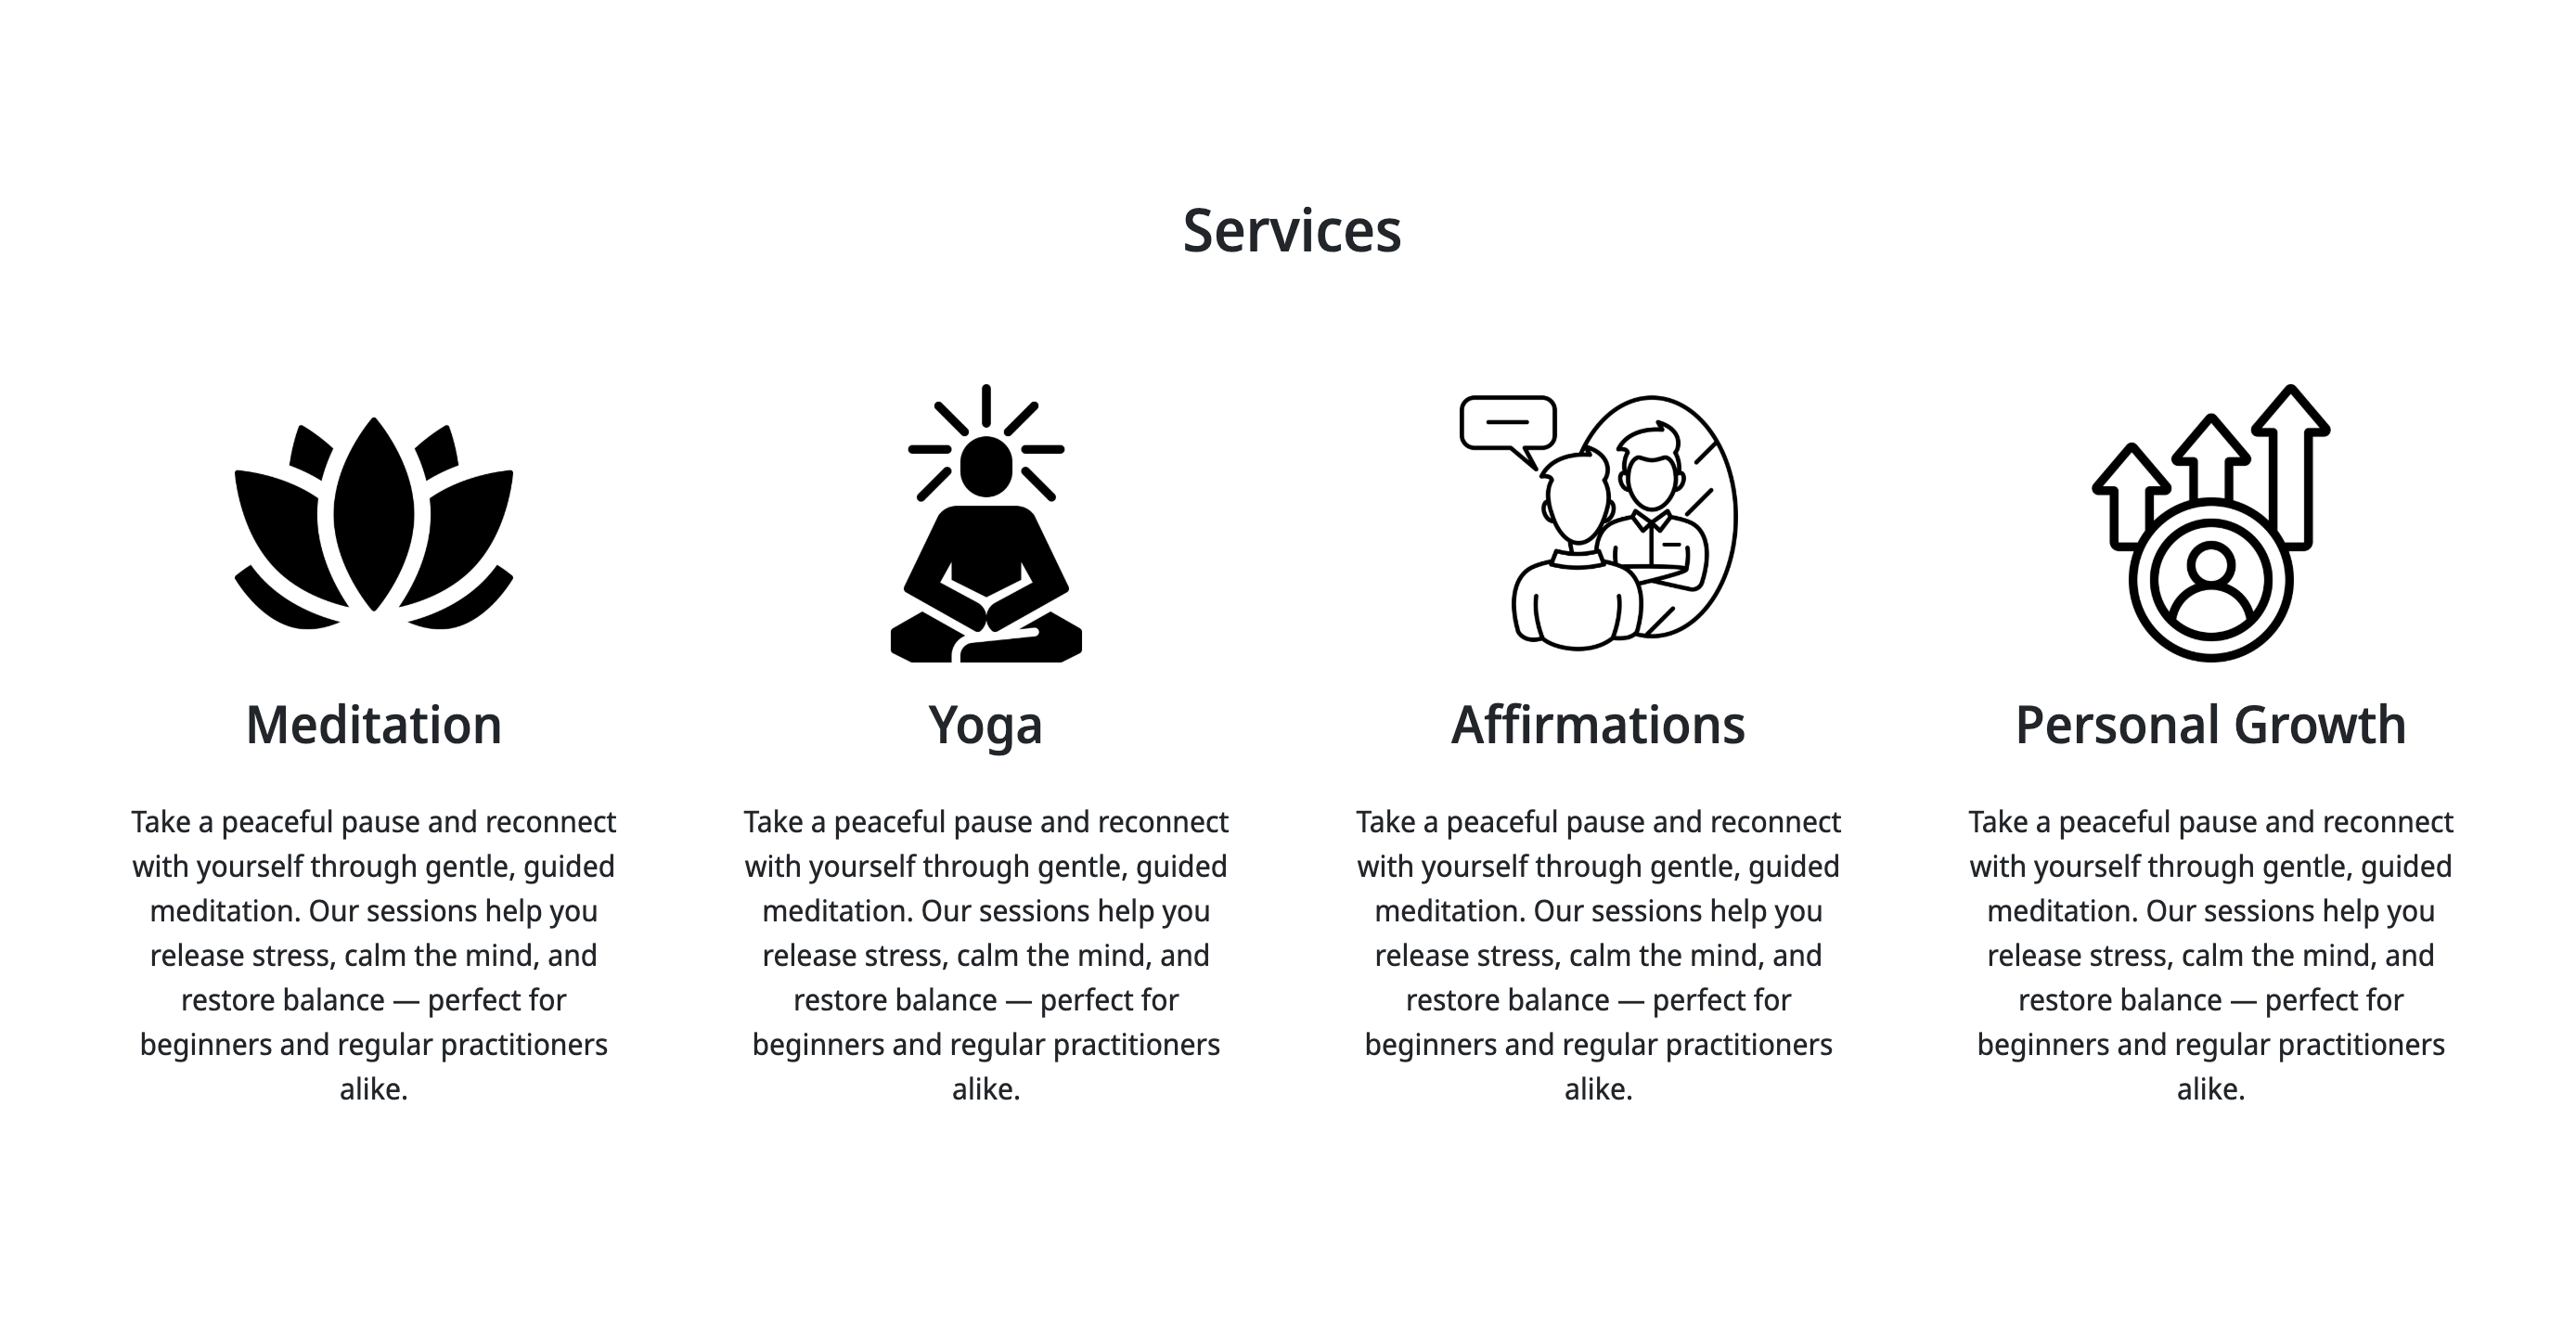 Services
Meditation
Take a peaceful pause and reconnect
with yourself through gentle, guided
meditation. Our sessions help you
release stress, calm the mind, and
restore balance — perfect for
beginners and regular practitioners
alike.
Yoga
Take a peaceful pause and reconnect
with yourself through gentle, guided
meditation. Our sessions help you
release stress, calm the mind, and
restore balance — perfect for
beginners and regular practitioners
alike.
Affirmations
Take a peaceful pause and reconnect
with yourself through gentle, guided
meditation. Our sessions help you
release stress, calm the mind, and
restore balance — perfect for
beginners and regular practitioners
alike.
Personal Growth
Take a peaceful pause and reconnect
with yourself through gentle, guided
meditation. Our sessions help you
release stress, calm the mind, and
restore balance — perfect for
beginners and regular practitioners
alike.